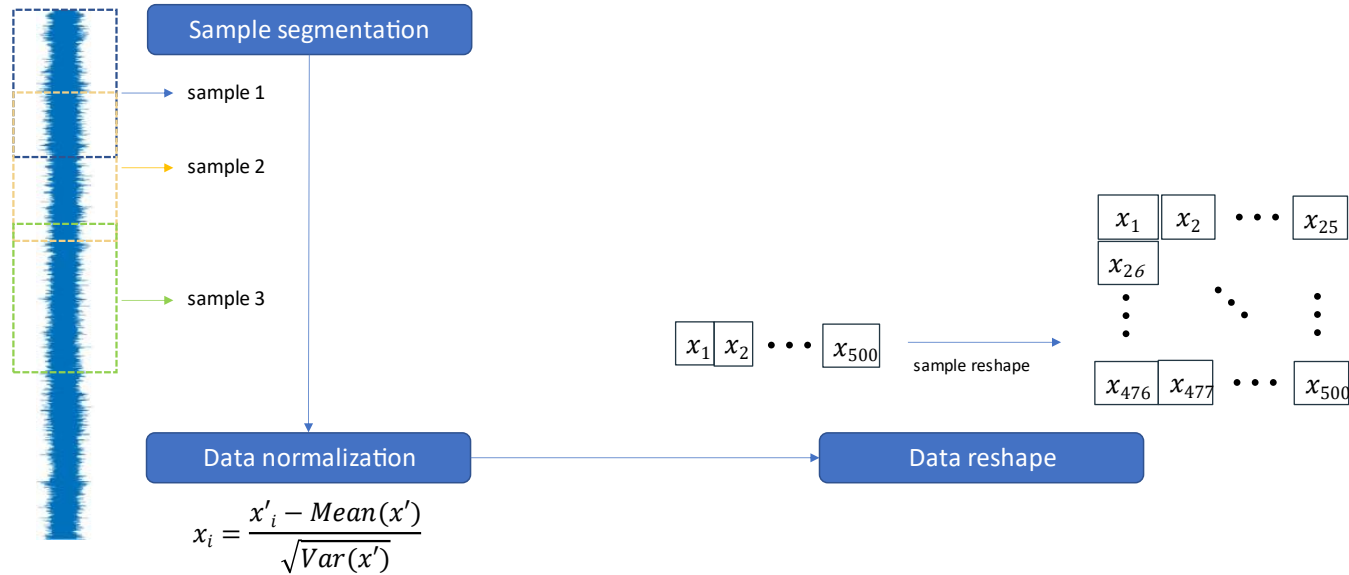 Sample segmentation
sample 1
sample 2
sample 3
x₁ x₂ ••• x₂₅
x₂₆
x₁ x₂ ••• x₅₀₀
sample reshape
x₄₇₆ x₄₇₇ ••• x₅₀₀
Data normalization
Data reshape
xᵢ = (x'ᵢ − Mean(x')) / √Var(x')